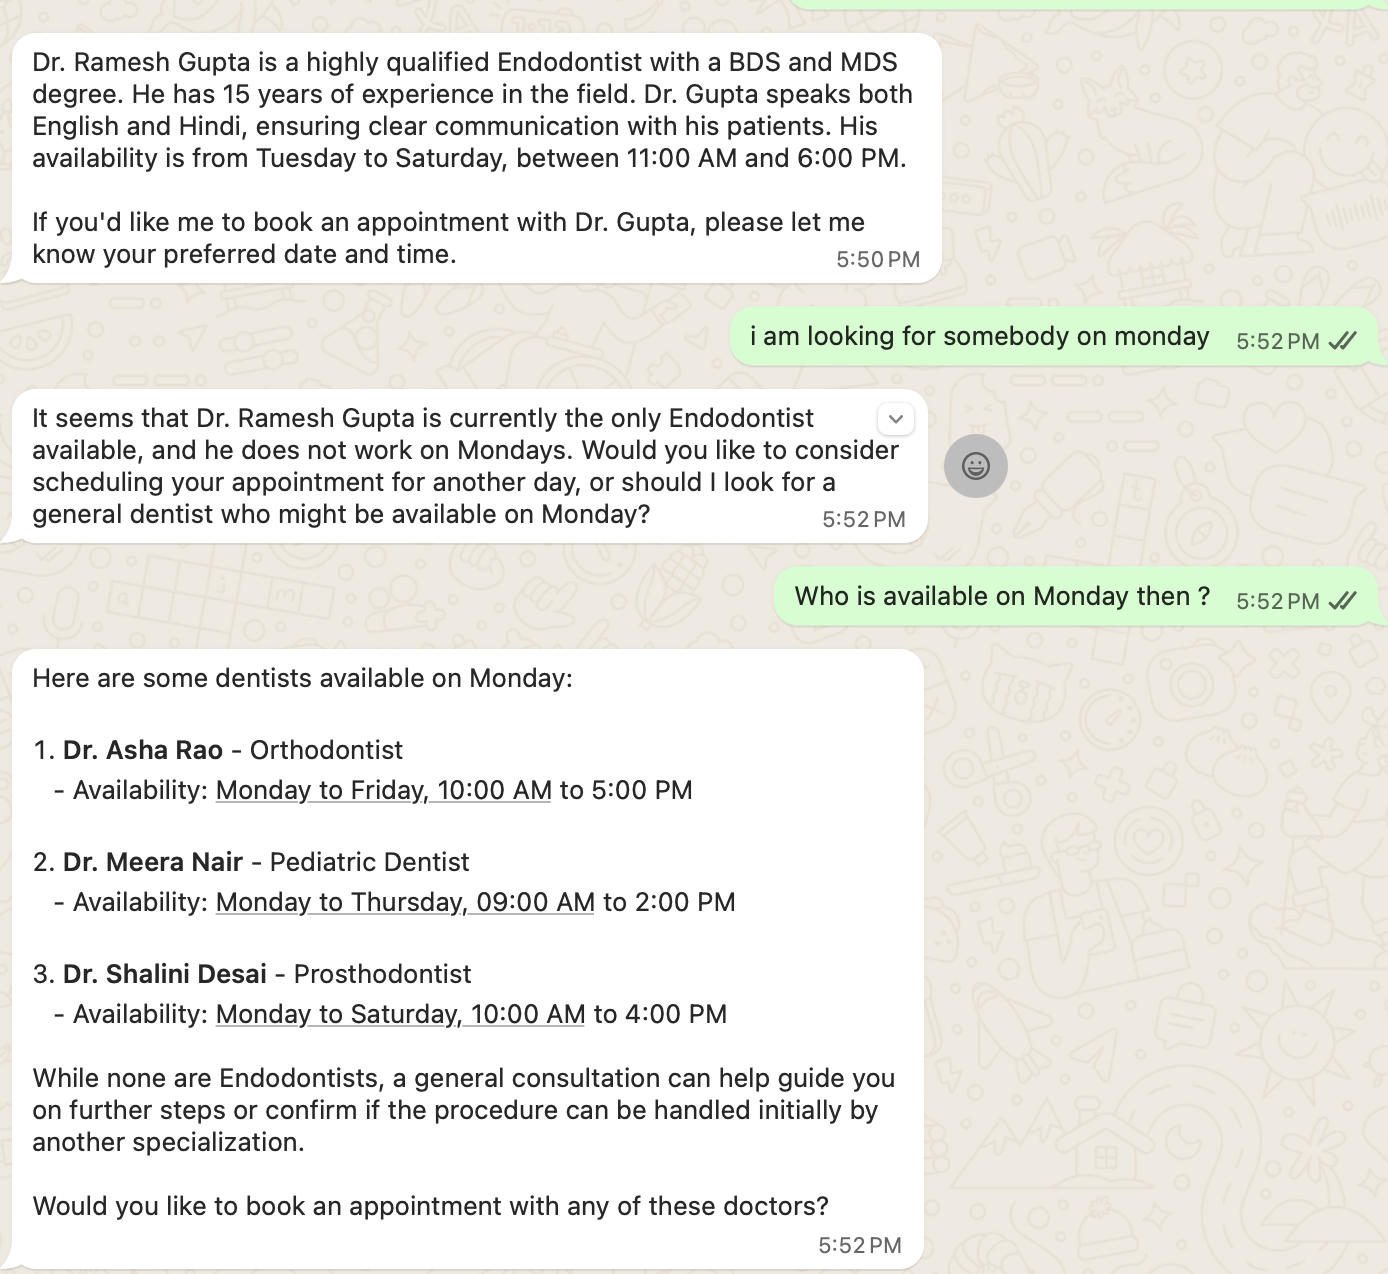 Dr. Ramesh Gupta is a highly qualified Endodontist with a BDS and MDS
degree. He has 15 years of experience in the field. Dr. Gupta speaks both
English and Hindi, ensuring clear communication with his patients. His
availability is from Tuesday to Saturday, between 11:00 AM and 6:00 PM.
If you'd like me to book an appointment with Dr. Gupta, please let me
know your preferred date and time.
5:50 PM
i am looking for somebody on monday
5:52 PM
It seems that Dr. Ramesh Gupta is currently the only Endodontist
available, and he does not work on Mondays. Would you like to consider
scheduling your appointment for another day, or should I look for a
general dentist who might be available on Monday?
5:52 PM
Who is available on Monday then ?
5:52 PM
Here are some dentists available on Monday:
1. Dr. Asha Rao - Orthodontist
- Availability: Monday to Friday, 10:00 AM to 5:00 PM
2. Dr. Meera Nair - Pediatric Dentist
- Availability: Monday to Thursday, 09:00 AM to 2:00 PM
3. Dr. Shalini Desai - Prosthodontist
- Availability: Monday to Saturday, 10:00 AM to 4:00 PM
While none are Endodontists, a general consultation can help guide you
on further steps or confirm if the procedure can be handled initially by
another specialization.
Would you like to book an appointment with any of these doctors?
5:52 PM